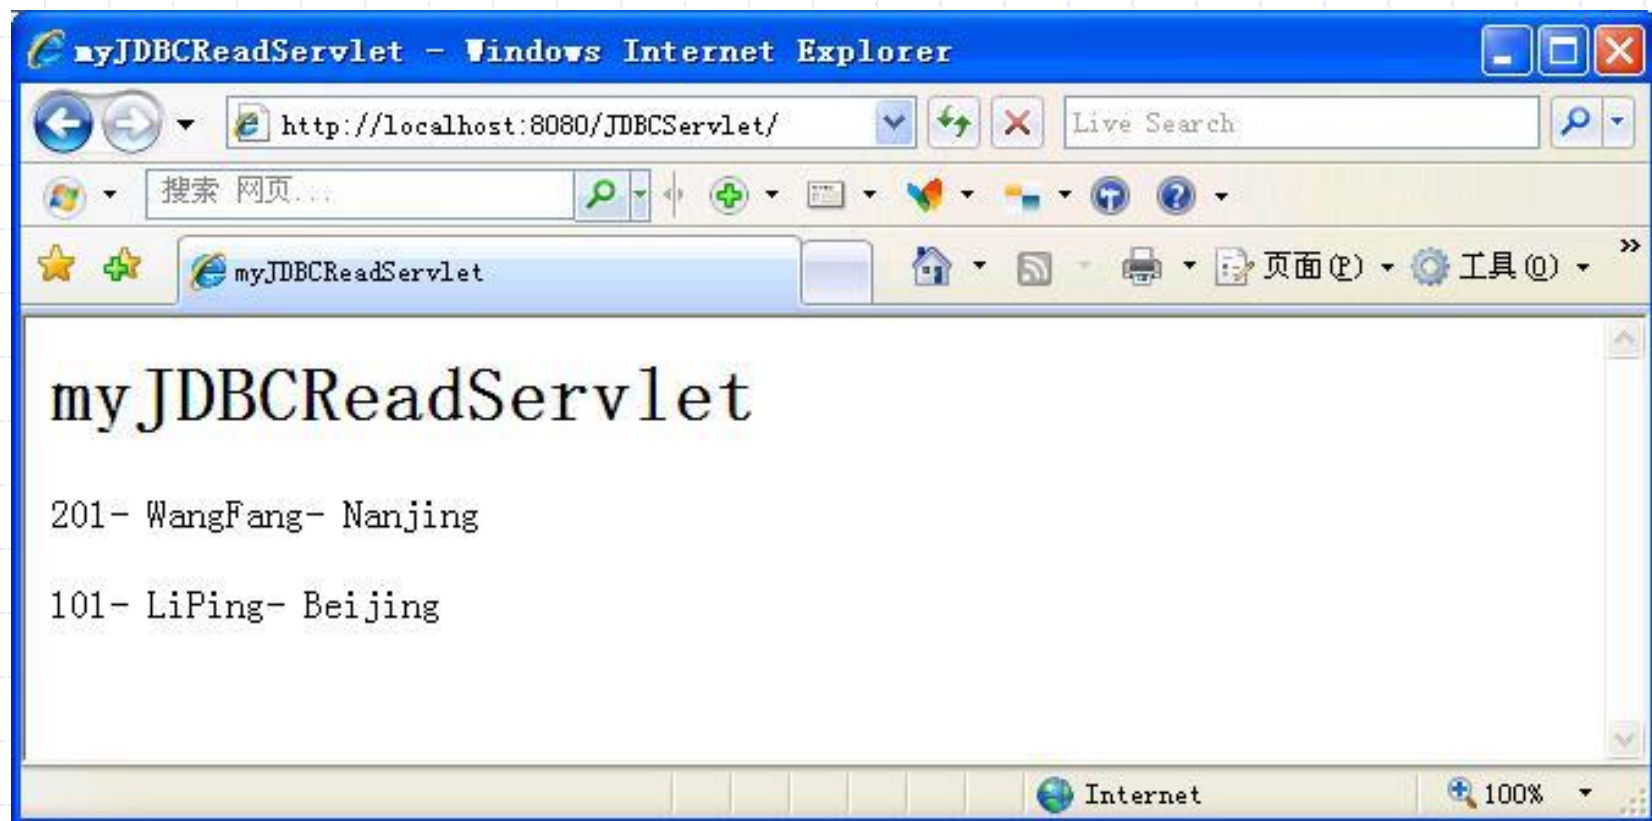 myJDBCReadServlet - Windows Internet Explorer
http://localhost:8080/JDBCServlet/
Live Search
搜索 网页...
myJDBCReadServlet
页面(P)
工具(O)
»
myJDBCReadServlet
201- WangFang- Nanjing
101- LiPing- Beijing
Internet
100%